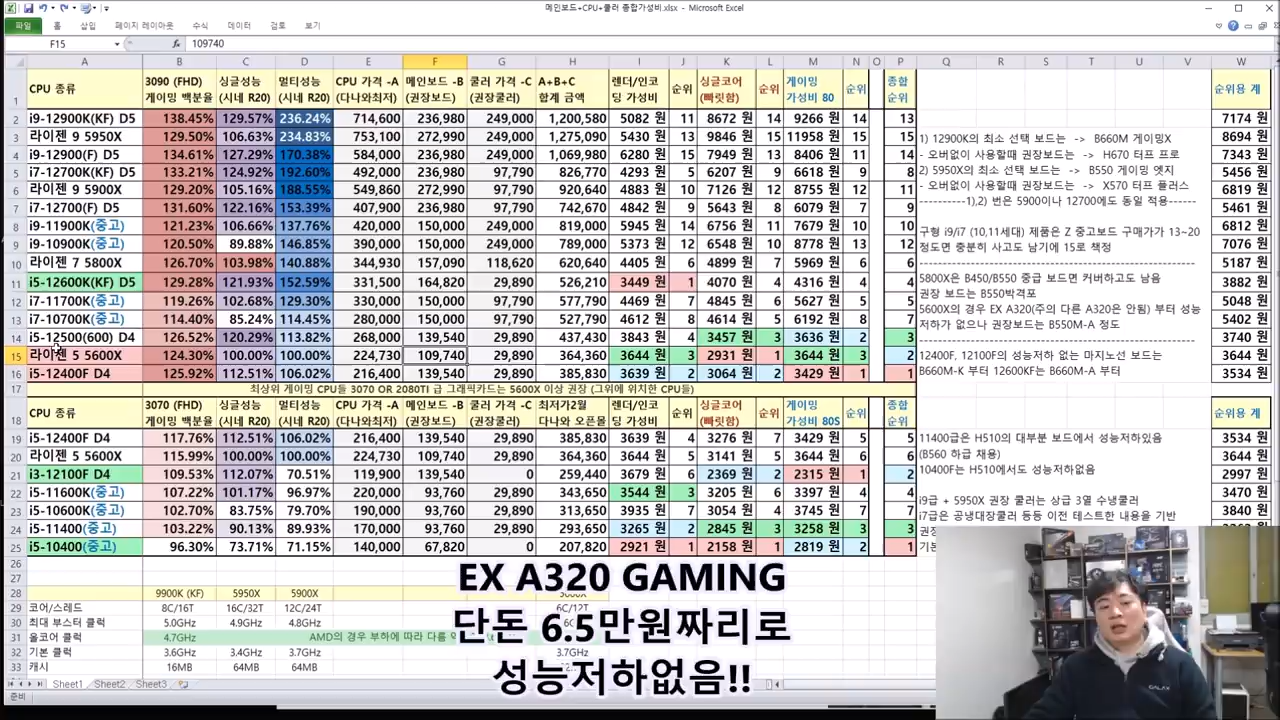 메인보드+CPU+쿨러 종합가성비.xlsx - Microsoft Excel
파일 홈 삽입 페이지 레이아웃 수식 데이터 검토 보기
F15 fx 109740
A B C D E F G H I J K L M N O P Q R S T U V W
1 CPU 종류 3090 (FHD) 게이밍 백분율 싱글성능 (시네 R20) 멀티성능 (시네 R20) CPU 가격 -A (다나와최저) 메인보드 -B (권장보드) 쿨러 가격 -C (권장쿨러) A+B+C 합계 금액 렌더/인코딩 가성비 순위 싱글코어 (빠릿함) 순위 게이밍 가성비 80 순위 종합 순위 순위용 계
2 i9-12900K(KF) D5 138.45% 129.57% 236.24% 714,600 236,980 249,000 1,200,580 5082 원 11 8672 원 14 9266 원 14 13 7174 원
3 라이젠 9 5950X 129.50% 106.63% 234.83% 753,100 272,990 249,000 1,275,090 5430 원 13 9846 원 15 11958 원 15 15 8694 원
4 i9-12900(F) D5 134.61% 127.29% 170.38% 584,000 236,980 249,000 1,069,980 6280 원 15 7949 원 13 8406 원 11 14 7343 원
5 i7-12700K(KF) D5 133.21% 124.92% 192.60% 492,000 236,980 97,790 826,770 4293 원 5 6207 원 9 6618 원 9 8 5456 원
6 라이젠 9 5900X 129.20% 105.16% 188.55% 549,860 272,990 97,790 920,640 4883 원 10 7126 원 12 8755 원 12 11 6819 원
7 i7-12700(F) D5 131.60% 122.16% 153.39% 407,900 236,980 97,790 742,670 4842 원 9 5643 원 8 6079 원 7 9 5461 원
8 i9-11900K(중고) 121.23% 106.66% 137.76% 420,000 150,000 249,000 819,000 5945 원 14 6756 원 11 7679 원 10 10 6812 원
9 i9-10900K(중고) 120.50% 89.88% 146.85% 390,000 150,000 249,000 789,000 5373 원 12 6548 원 10 8778 원 13 12 7076 원
10 라이젠 7 5800X 126.70% 103.98% 140.88% 344,930 157,090 118,620 620,640 4405 원 6 4899 원 7 5969 원 6 6 5187 원
11 i5-12600K(KF) D5 129.28% 121.93% 152.59% 331,500 164,820 29,890 526,210 3449 원 1 4070 원 4 4316 원 4 4 3882 원
12 i7-11700K(중고) 119.26% 102.68% 129.30% 330,000 150,000 97,790 577,790 4469 원 7 4845 원 6 5627 원 5 5 5048 원
13 i7-10700K(중고) 114.40% 85.24% 114.45% 280,000 150,000 97,790 527,790 4612 원 8 4614 원 5 6192 원 8 7 5402 원
14 i5-12500(600) D4 126.52% 120.29% 113.82% 268,000 139,540 29,890 437,430 3843 원 4 3457 원 3 3636 원 2 3 3740 원
15 라이젠 5 5600X 124.30% 100.00% 100.00% 224,730 109,740 29,890 364,360 3644 원 3 2931 원 1 3644 원 3 2 3644 원
16 i5-12400F D4 125.92% 112.51% 106.02% 216,400 139,540 29,890 385,830 3639 원 2 3064 원 2 3429 원 1 1 3534 원
17 최상위 게이밍 CPU들 3070 OR 2080TI 급 그래픽카드는 5600X 이상 권장 (그위에 위치한 CPU들)
18 CPU 종류 3070 (FHD) 게이밍 백분율 싱글성능 (시네 R20) 멀티성능 (시네 R20) CPU 가격 -A (다나와최저) 메인보드 -B (권장보드) 쿨러 가격 -C (권장쿨러) 최저가2월 다나와 오픈몰 렌더/인코딩 가성비 순위 싱글코어 (빠릿함) 순위 게이밍 가성비 80S 순위 종합 순위 순위용 계
19 i5-12400F D4 117.76% 112.51% 106.02% 216,400 139,540 29,890 385,830 3639 원 4 3276 원 7 3429 원 5 5 3534 원
20 라이젠 5 5600X 115.99% 100.00% 100.00% 224,730 109,740 29,890 364,360 3644 원 5 3141 원 5 3644 원 6 6 3644 원
21 i3-12100F D4 109.53% 112.07% 70.51% 119,900 139,540 0 259,440 3679 원 6 2369 원 2 2315 원 1 2 2997 원
22 i5-11600K(중고) 107.22% 101.17% 96.97% 220,000 93,760 29,890 343,650 3544 원 3 3205 원 6 3397 원 4 4 3470 원
23 i5-10600K(중고) 102.70% 83.75% 79.70% 190,000 93,760 29,890 313,650 3935 원 7 3054 원 4 3745 원 7 7 3840 원
24 i5-11400(중고) 103.22% 90.13% 89.93% 170,000 93,760 29,890 293,650 3265 원 2 2845 원 3 3258 원 3 3
25 i5-10400(중고) 96.30% 73.71% 71.15% 140,000 67,820 0 207,820 2921 원 1 2158 원 1 2819 원 2 1
1) 12900K의 최소 선택 보드는 -> B660M 게이밍X
- 오버없이 사용할때 권장보드는 -> H670 터프 프로
2) 5950X의 최소 선택 보드는 -> B550 게이밍 엣지
- 오버없이 사용할때 권장보드는 -> X570 터프 플러스
----------1),2) 번은 5900이나 12700에도 동일 적용------
구형 i9/i7 (10,11세대) 제품은 Z 중고보드 구매가가 13~20
정도면 충분히 사고도 남기에 15로 책정
5800X은 B450/B550 중급 보드면 커버하고도 남음
권장 보드는 B550박격포
5600X의 경우 EX A320(주의 다른 A320은 안됨) 부터 성능
저하가 없으나 권장보드는 B550M-A 정도
12400F, 12100F의 성능저하 없는 마지노선 보드는
B660M-K 부터 12600KF는 B660M-A 부터
11400급은 H510의 대부분 보드에서 성능저하있음
(B560 하급 채용)
10400F는 H510에서도 성능저하없음
i9급 + 5950X 권장 쿨러는 상급 3열 수냉쿨러
i7급은 공냉대장쿨러 등등 이전 테스트한 내용을 기반
26
27
28 9900K (KF) 5950X 5900X
29 코어/스레드 8C/16T 16C/32T 12C/24T 6C/12T
30 최대 부스터 클럭 5.0GHz 4.9GHz 4.8GHz
31 올코어 클럭 4.7GHz AMD의 경우 부하에 따라 다름
32 기본 클럭 3.6GHz 3.4GHz 3.7GHz 3.7GHz
33 캐시 16MB 64MB 64MB
EX A320 GAMING
단돈 6.5만원짜리로
성능저하없음!!
Sheet1 Sheet2 Sheet3
준비
GALAX